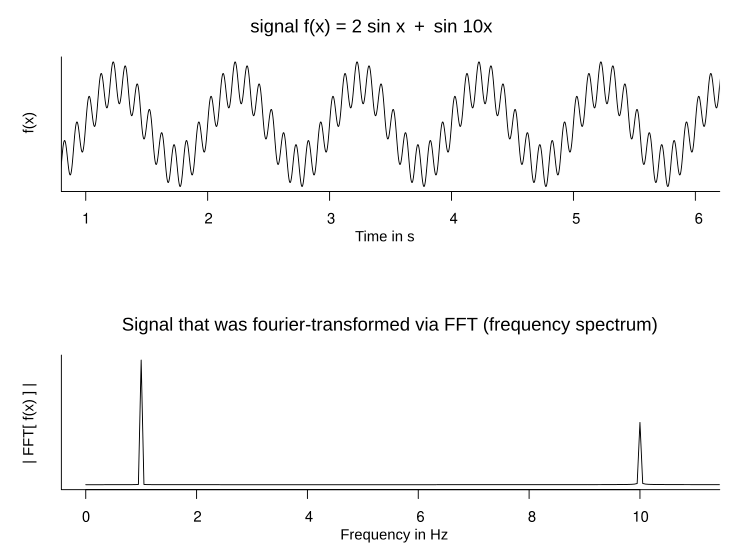 signal f(x) = 2 sin x + sin 10x
f(x)
1 2 3 4 5 6
Time in s
Signal that was fourier-transformed via FFT (frequency spectrum)
| FFT[ f(x) ] |
0 2 4 6 8 10
Frequency in Hz